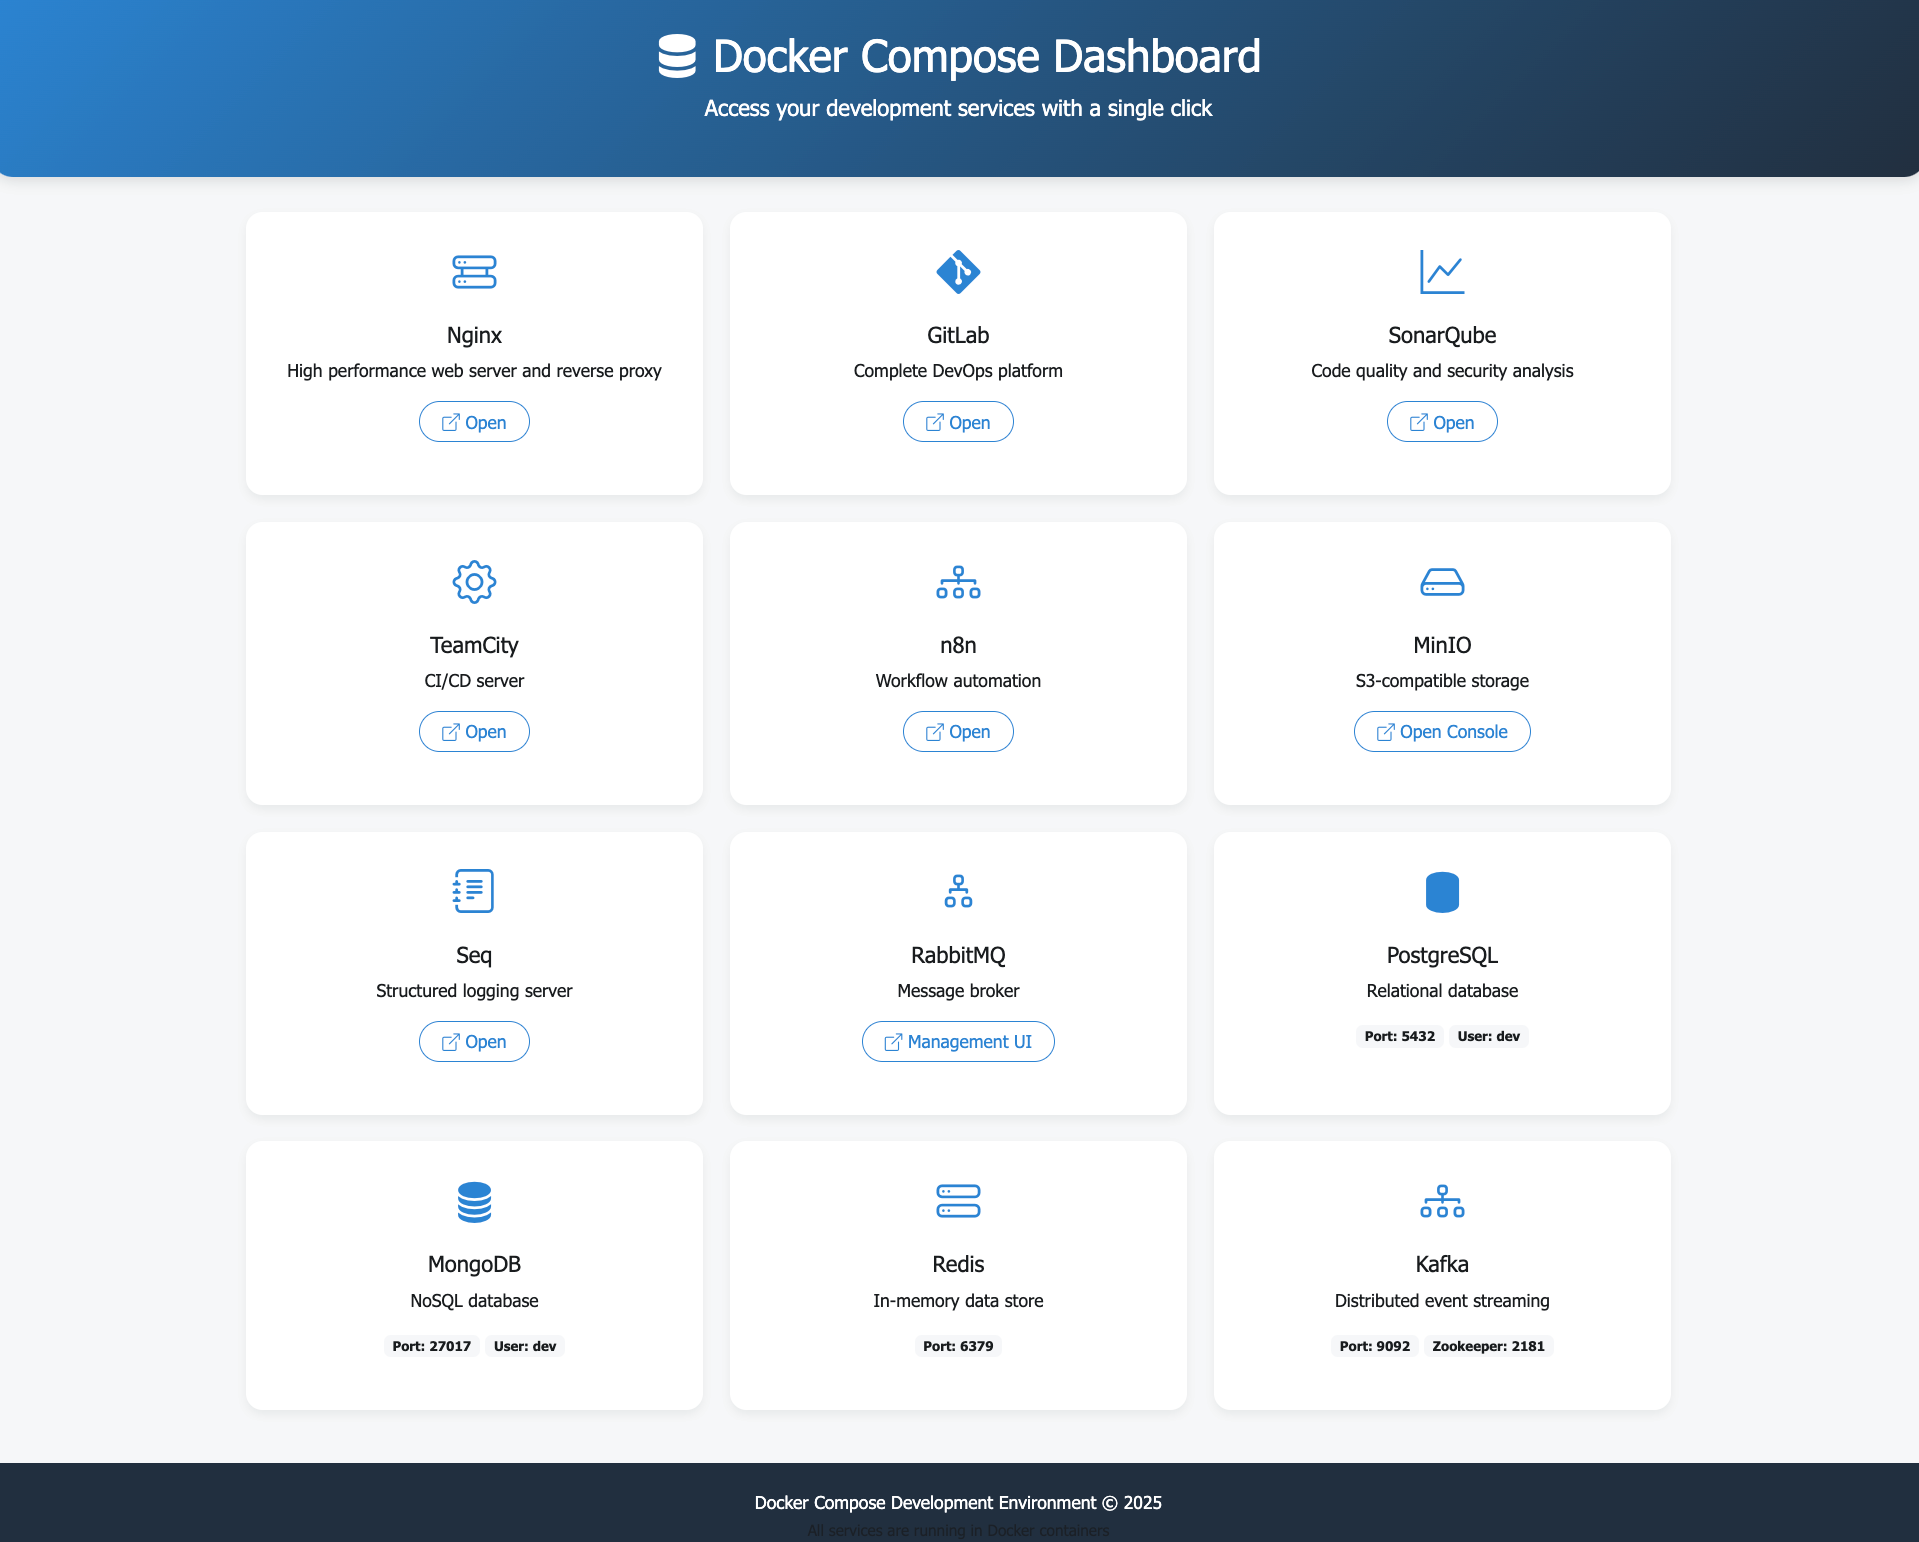 Docker Compose Dashboard
Access your development services with a single click
Nginx
High performance web server and reverse proxy
Open
GitLab
Complete DevOps platform
Open
SonarQube
Code quality and security analysis
Open
TeamCity
CI/CD server
Open
n8n
Workflow automation
Open
MinIO
S3-compatible storage
Open Console
Seq
Structured logging server
Open
RabbitMQ
Message broker
Management UI
PostgreSQL
Relational database
Port: 5432 User: dev
MongoDB
NoSQL database
Port: 27017 User: dev
Redis
In-memory data store
Port: 6379
Kafka
Distributed event streaming
Port: 9092 Zookeeper: 2181
Docker Compose Development Environment © 2025
All services are running in Docker containers